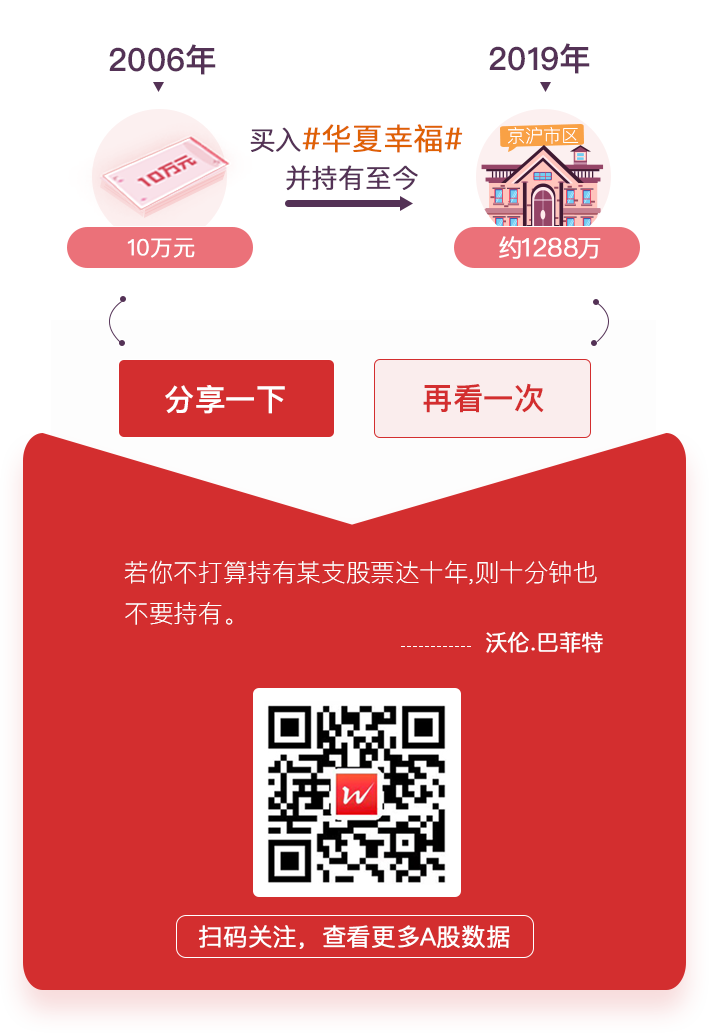 2006年
2019年
买入#华夏幸福#
并持有至今
京沪市区
10万元
10万元
约1288万
分享一下
再看一次
若你不打算持有某支股票达十年,则十分钟也
不要持有。
------------ 沃伦.巴菲特
W
扫码关注，查看更多A股数据